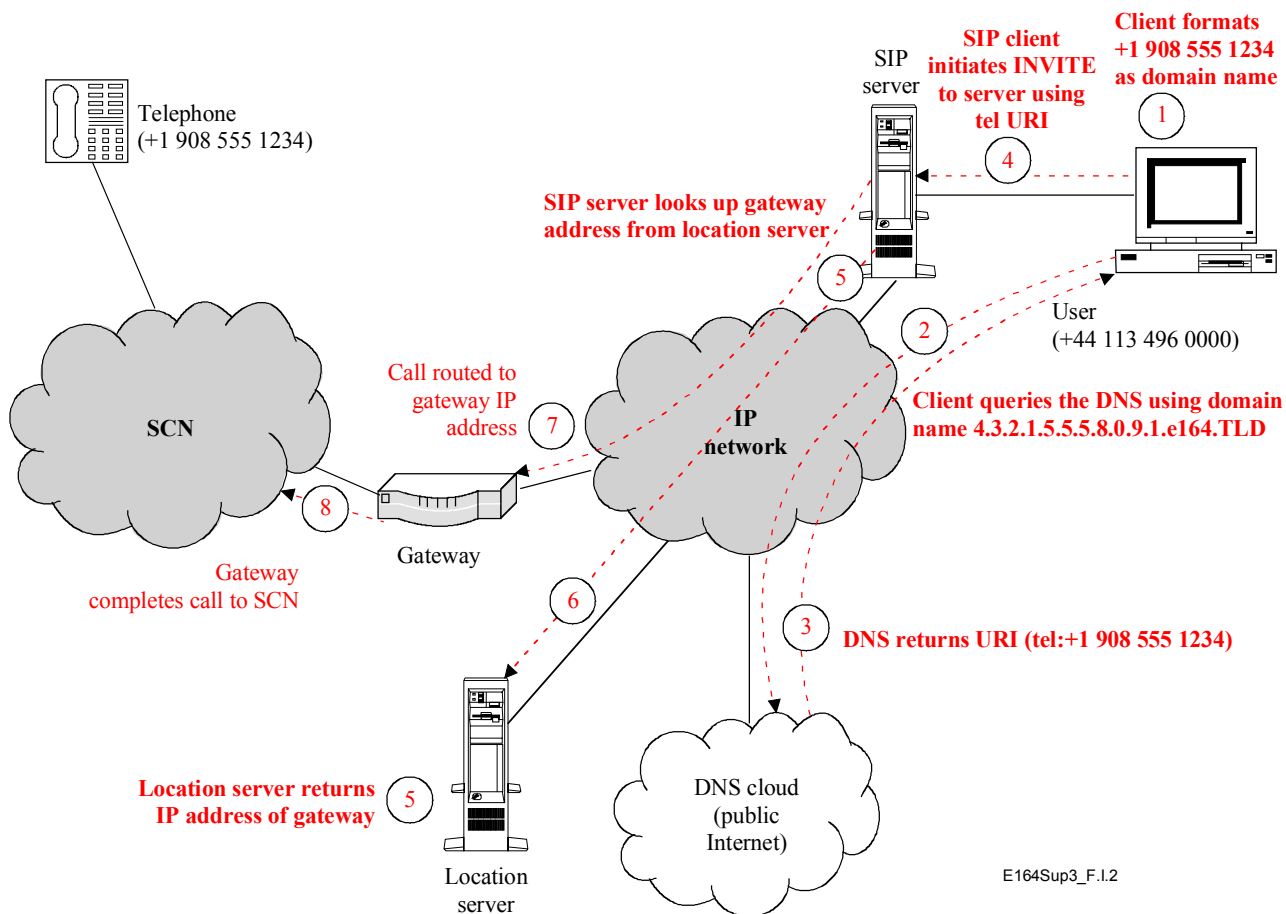 Client formats
+1 908 555 1234
as domain name
1
SIP client
initiates INVITE
to server using
tel URI
4
SIP
server
Telephone
(+1 908 555 1234)
SIP server looks up gateway
address from location server
5
User
(+44 113 496 0000)
2
Client queries the DNS using domain
name 4.3.2.1.5.5.5.8.0.9.1.e164.TLD
Call routed to
gateway IP
address
7
IP
network
SCN
8
Gateway
Gateway
completes call to SCN
6
3
DNS returns URI (tel:+1 908 555 1234)
Location server returns
IP address of gateway
5
DNS cloud
(public
Internet)
Location
server
E164Sup3_F.I.2